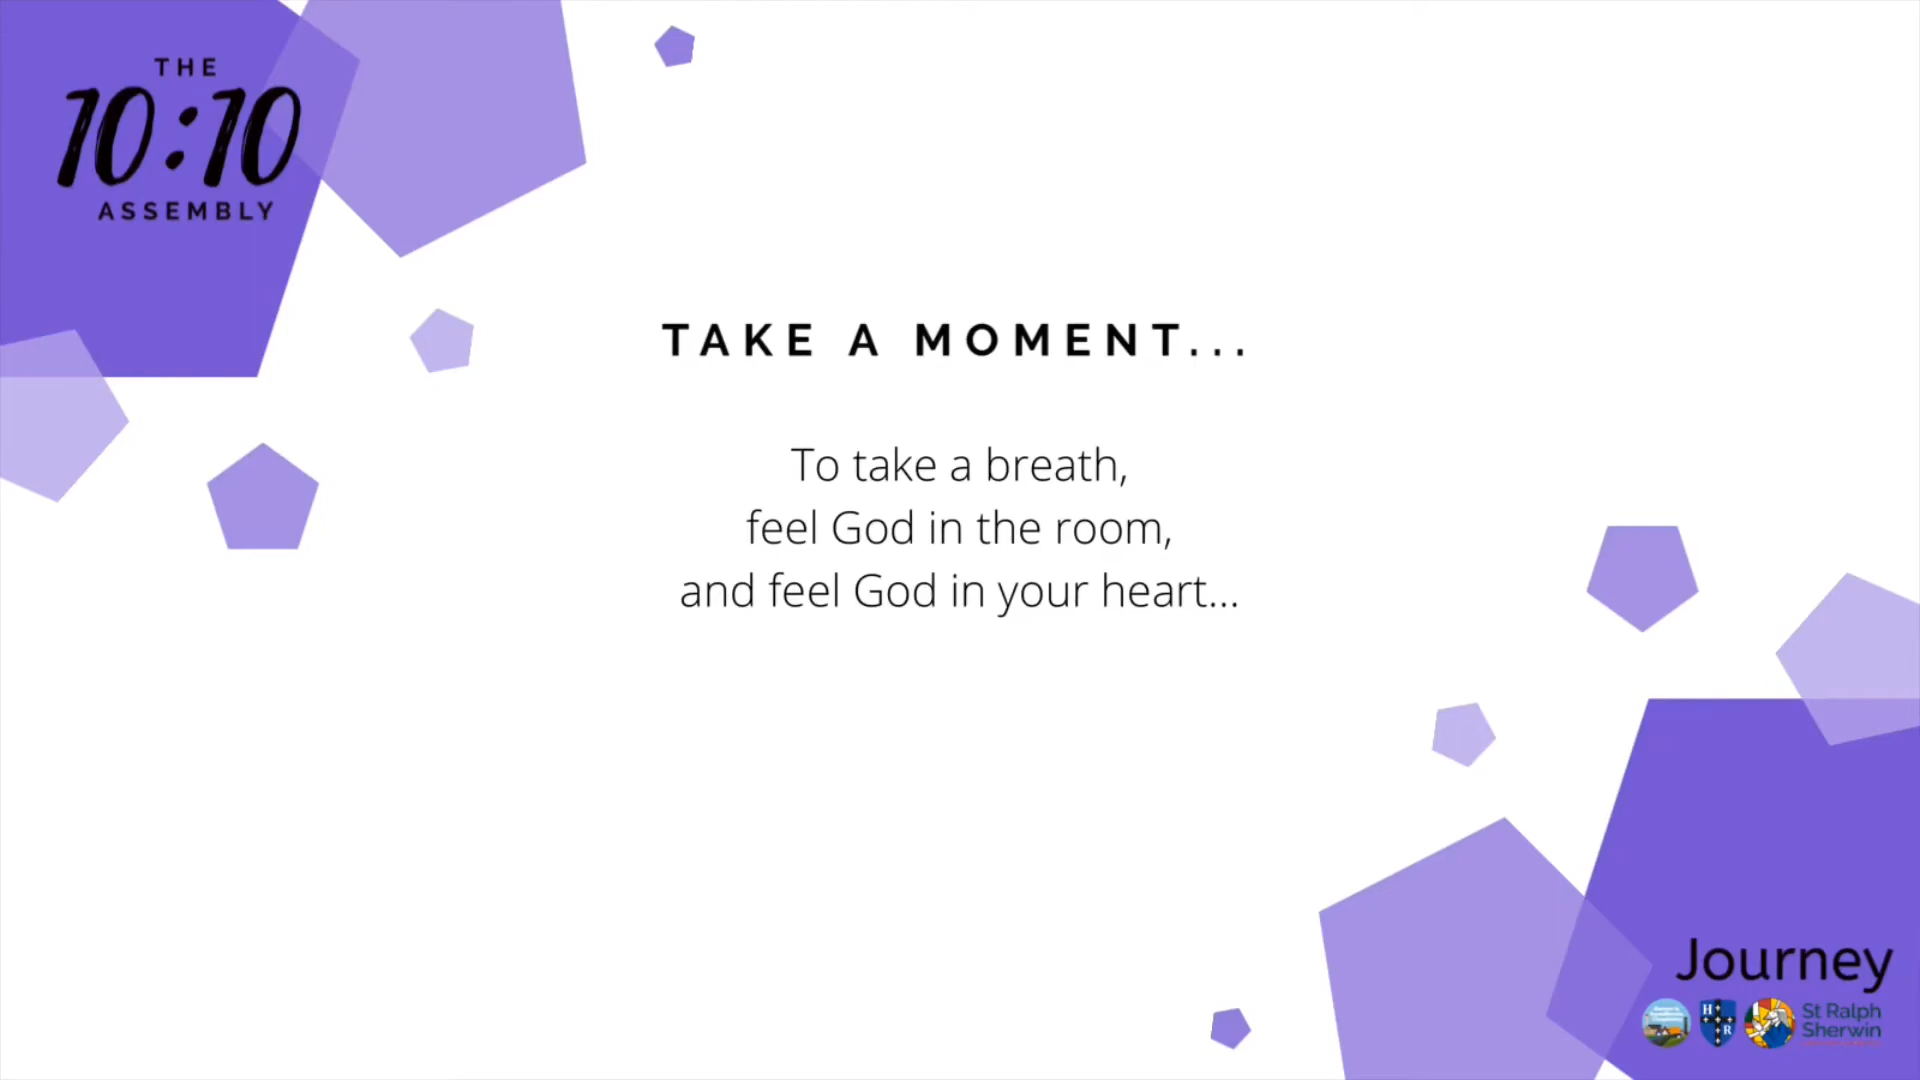 THE
10:10
ASSEMBLY
TAKE A MOMENT...
To take a breath,
feel God in the room,
and feel God in your heart...
Journey
H
R
St Ralph
Sherwin